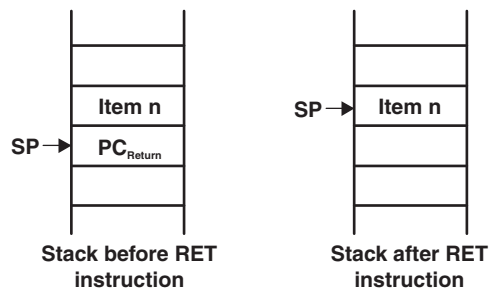 Item n
SP
PCReturn
Stack before RET
instruction
SP
Item n
Stack after RET
instruction